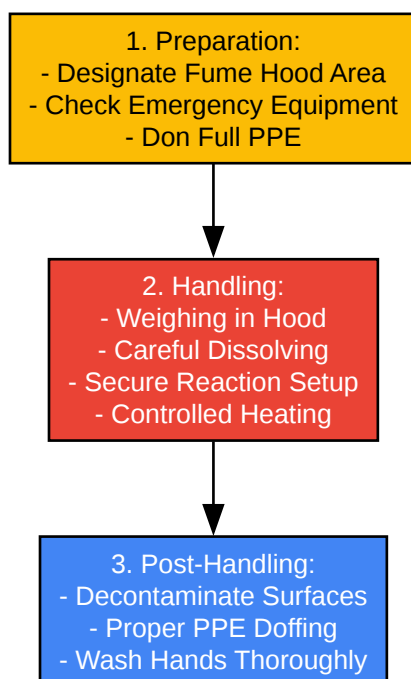 1. Preparation:
- Designate Fume Hood Area
- Check Emergency Equipment
- Don Full PPE
2. Handling:
- Weighing in Hood
- Careful Dissolving
- Secure Reaction Setup
- Controlled Heating
3. Post-Handling:
- Decontaminate Surfaces
- Proper PPE Doffing
- Wash Hands Thoroughly